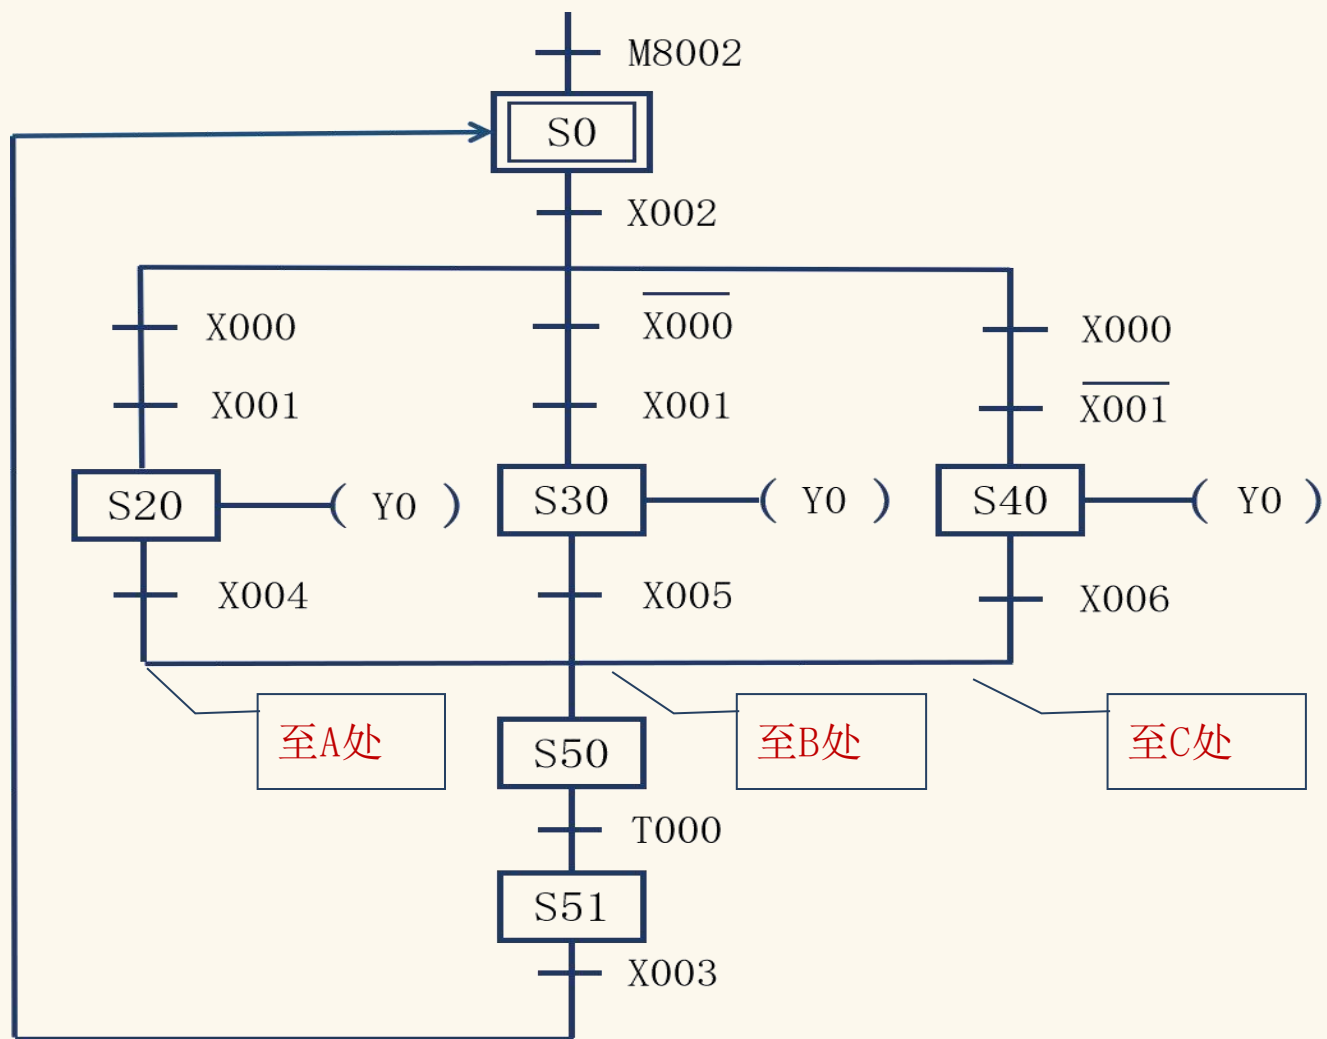 M8002
S0
X002
X000
X000
X000
X001
X001
X001
S20
( Y0 )
S30
( Y0 )
S40
( Y0 )
X004
X005
X006
至A处
至B处
至C处
S50
T000
S51
X003